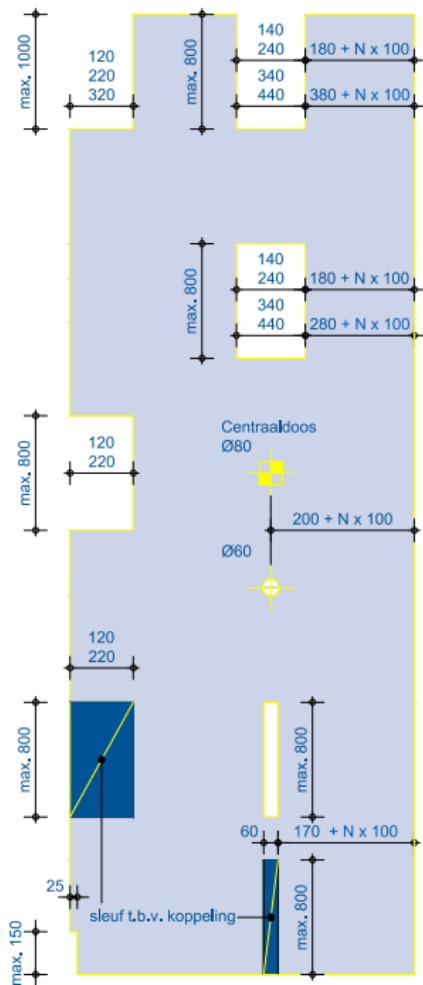 max. 1000
120
220
320
max. 800
140
240
340
440
180 + N x 100
380 + N x 100
max. 800
140
240
340
440
180 + N x 100
280 + N x 100
max. 800
120
220
Centraaldoos
Ø80
200 + N x 100
Ø60
120
220
max. 800
max. 800
60
170 + N x 100
25
sleuf t.b.v. koppeling
max. 800
max. 150